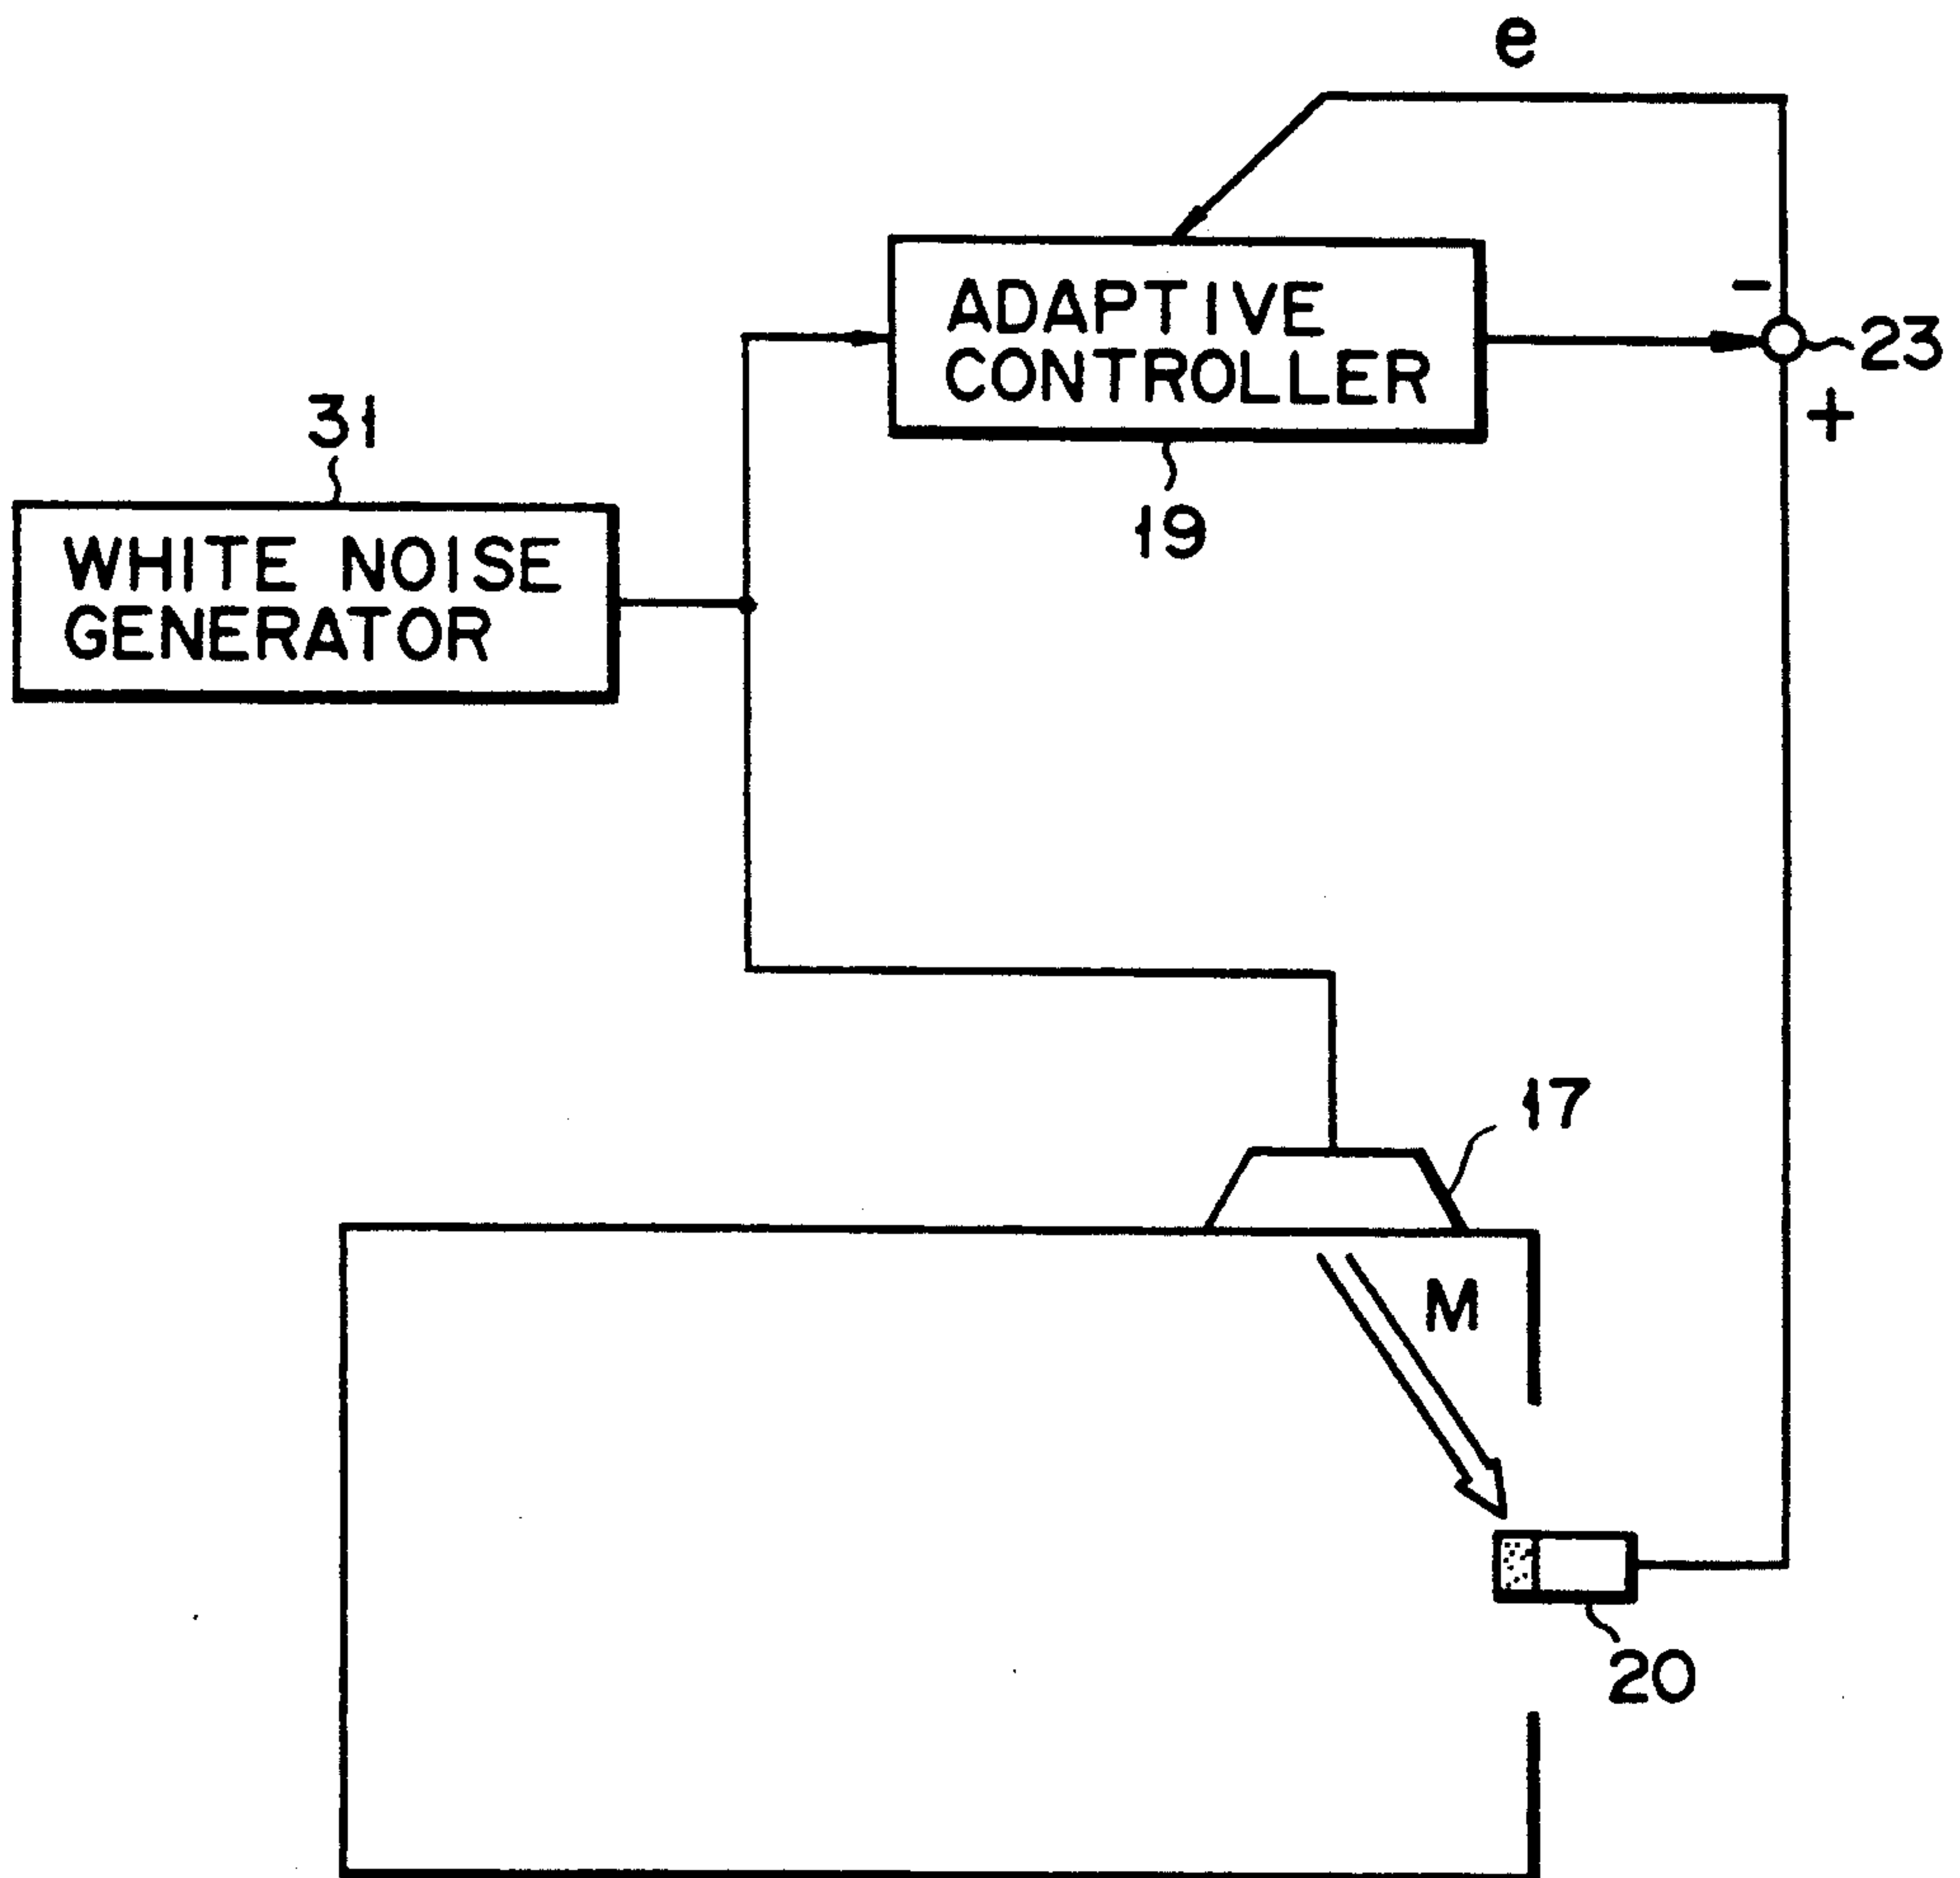 e
ADAPTIVE
CONTROLLER
-
23
+
31
19
WHITE NOISE
GENERATOR
17
M
20